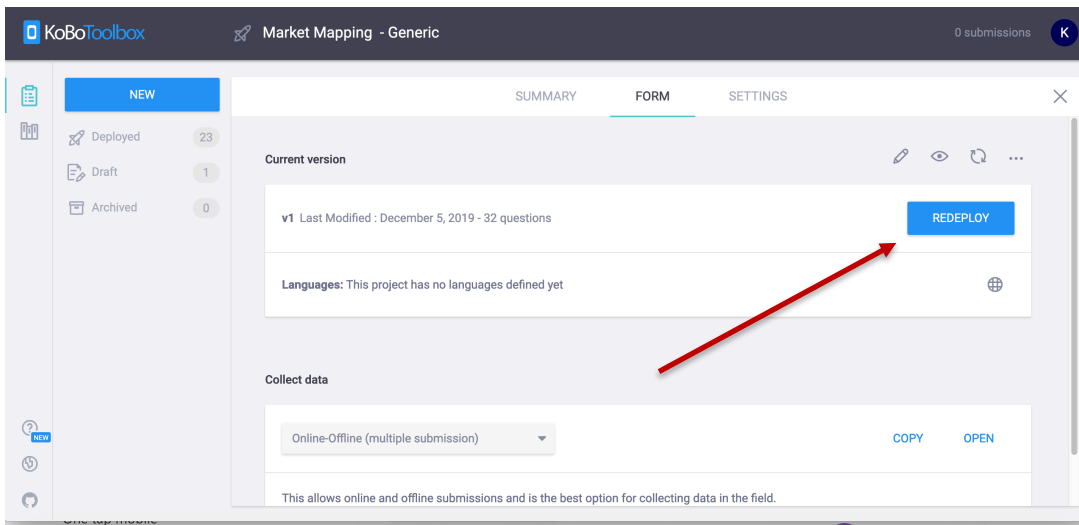 KoBoToolbox
Market Mapping - Generic
0 submissions
K
NEW
Deployed 23
Draft 1
Archived 0
SUMMARY FORM SETTINGS
Current version
v1 Last Modified : December 5, 2019 - 32 questions
REDEPLOY
Languages: This project has no languages defined yet
Collect data
Online-Offline (multiple submission)
COPY OPEN
NEW
This allows online and offline submissions and is the best option for collecting data in the field.